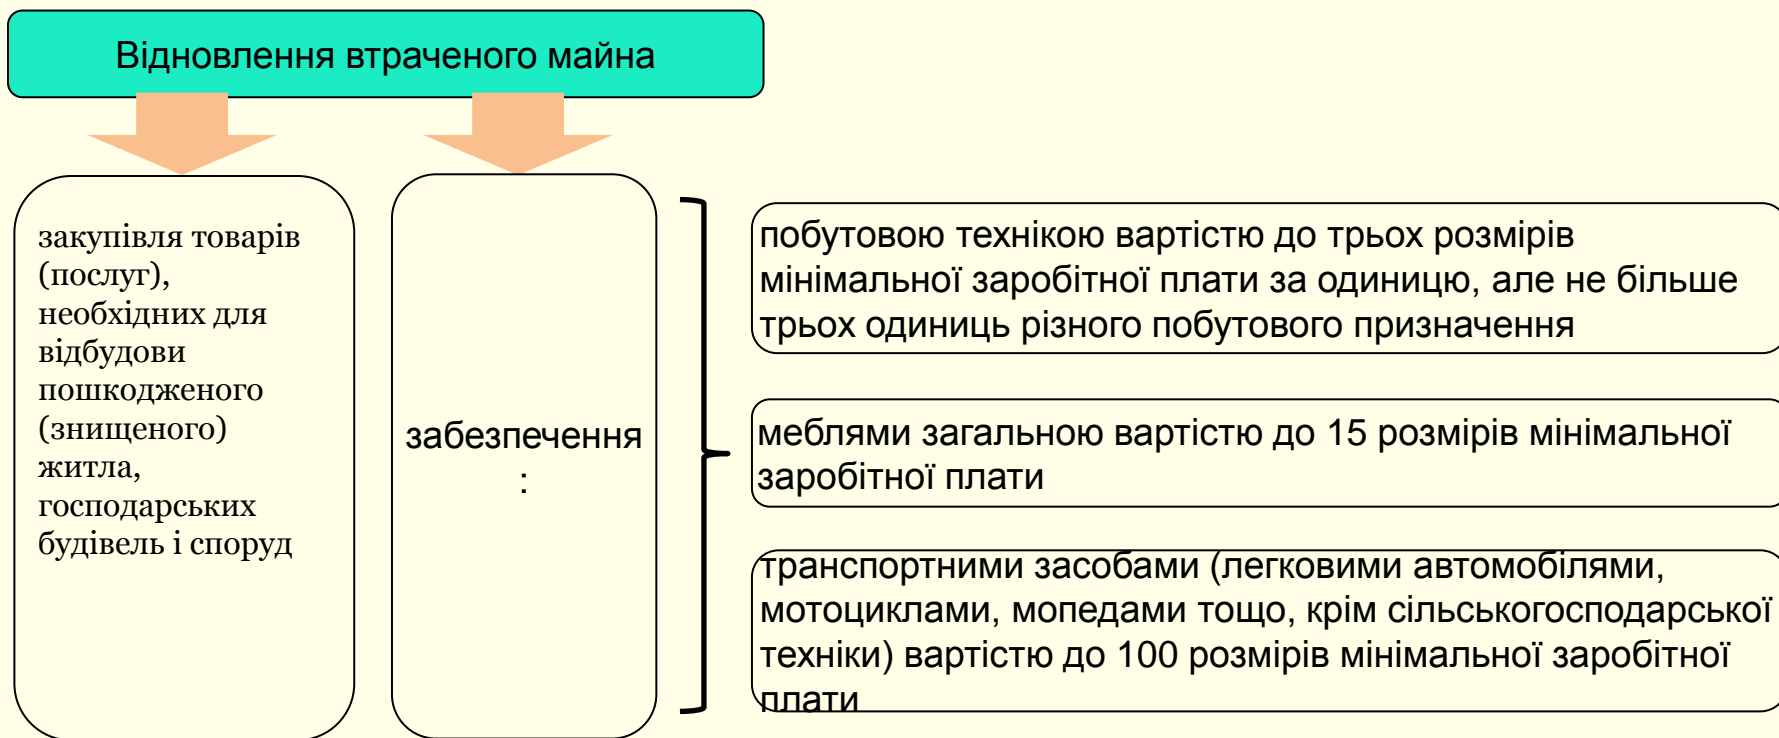 Відновлення втраченого майна
закупівля товарів
(послуг),
необхідних для
відбудови
пошкодженого
(знищеного)
житла,
господарських
будівель і споруд
забезпечення
:
побутовою технікою вартістю до трьох розмірів
мінімальної заробітної плати за одиницю, але не більше
трьох одиниць різного побутового призначення
меблями загальною вартістю до 15 розмірів мінімальної
заробітної плати
транспортними засобами (легковими автомобілями,
мотоциклами, мопедами тощо, крім сільськогосподарської
техніки) вартістю до 100 розмірів мінімальної заробітної
плати